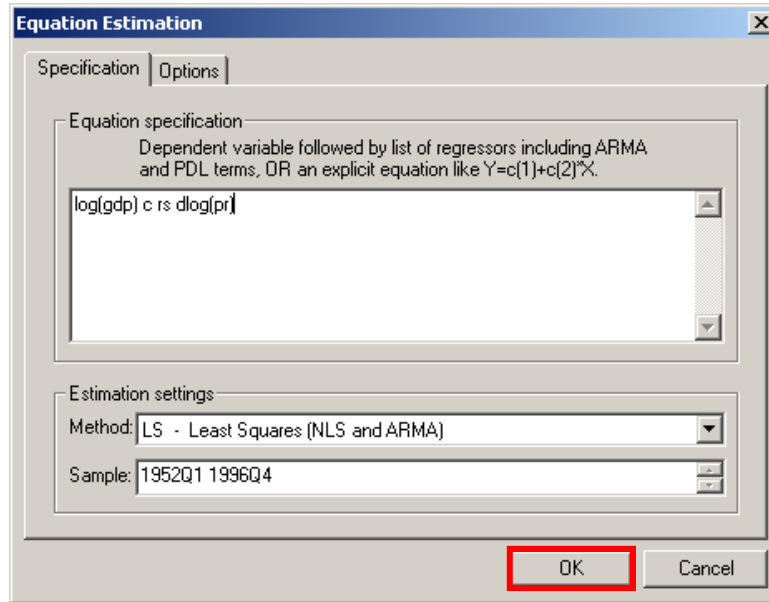 Equation Estimation
Specification
Options
Equation specification
Dependent variable followed by list of regressors including ARMA
and PDL terms, OR an explicit equation like Y=c(1)+c(2)*X.
log(gdp) c rs dlog(pr)
Estimation settings
Method: LS - Least Squares (NLS and ARMA)
Sample: 1952Q1 1996Q4
OK
Cancel